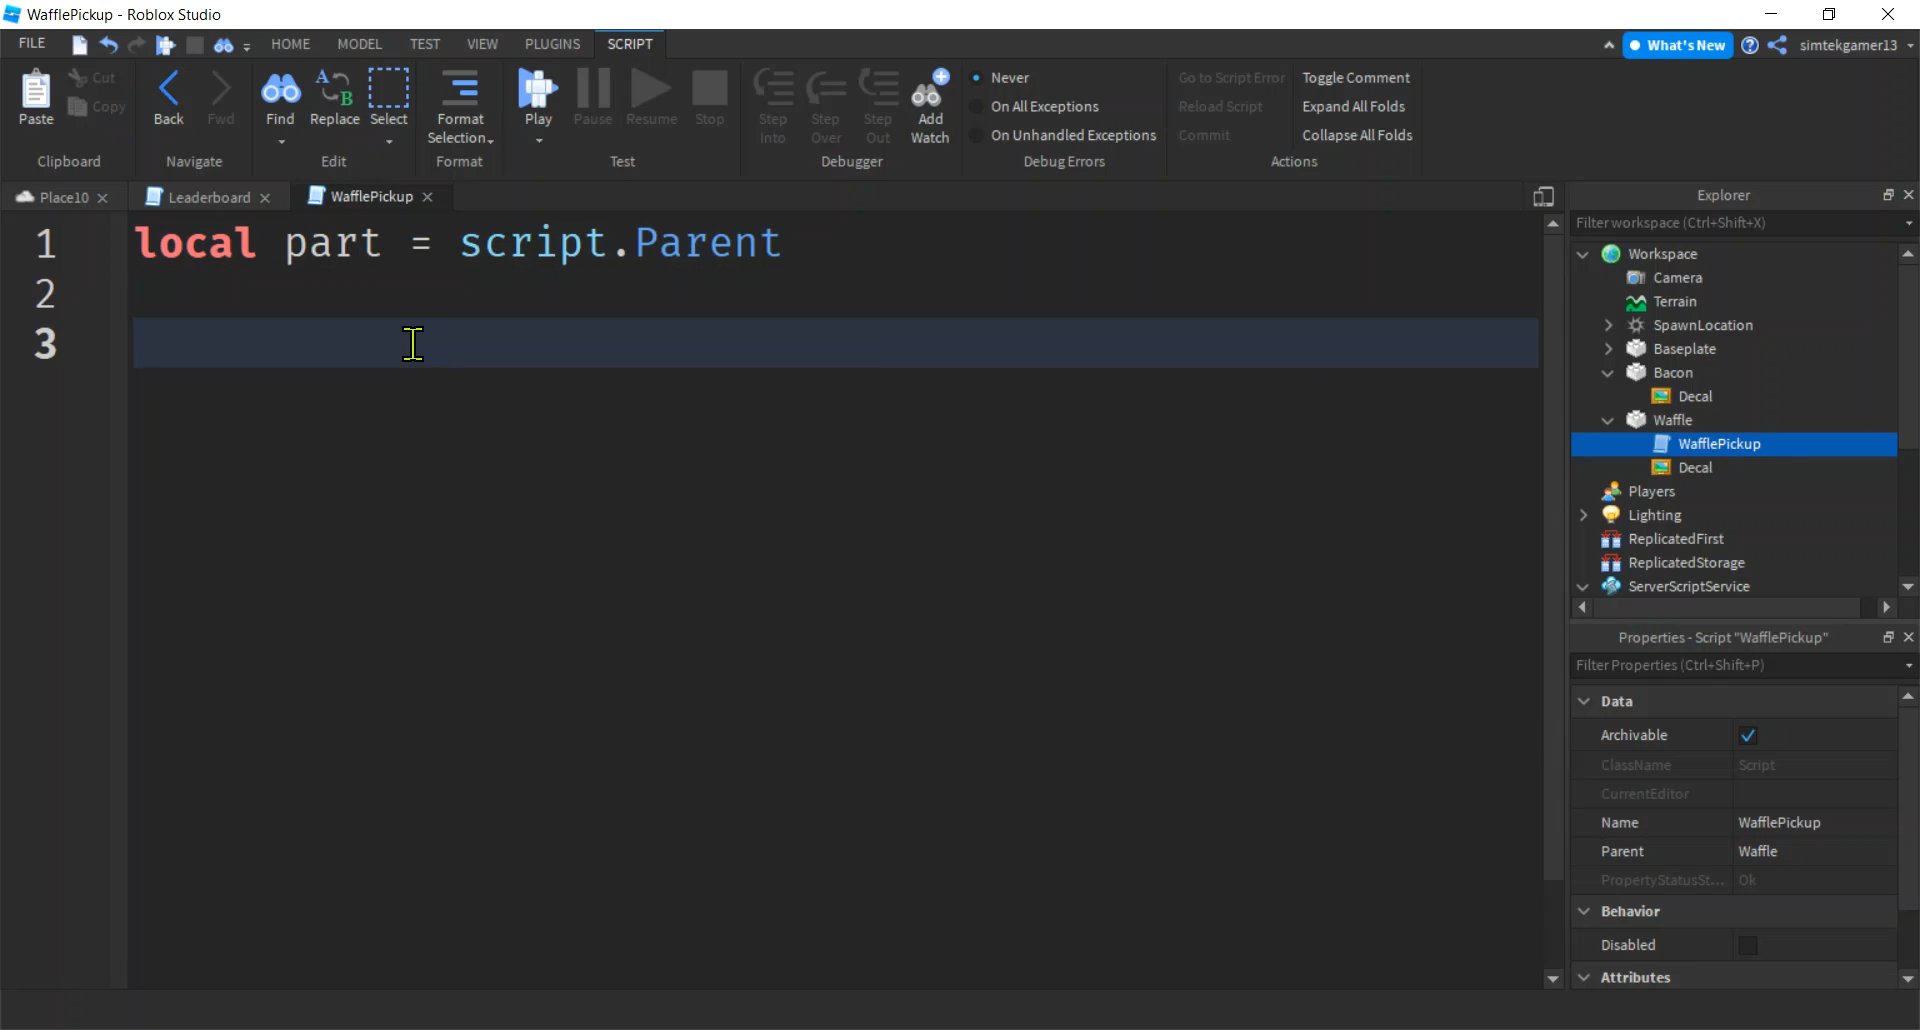 WafflePickup - Roblox Studio
FILE HOME MODEL TEST VIEW PLUGINS SCRIPT What's New simtekgamer13
Paste Cut Copy Back Fwd Find Replace Select Format Selection Play Pause Resume Stop Step Into Step Over Step Out Add Watch
Never
On All Exceptions
On Unhandled Exceptions
Go to Script Error
Reload Script
Commit
Toggle Comment
Expand All Folds
Collapse All Folds
Clipboard Navigate Edit Format Test Debugger Debug Errors Actions
Place10 Leaderboard WafflePickup
1 local part = script.Parent
2
3
Explorer
Filter workspace (Ctrl+Shift+X)
Workspace
Camera
Terrain
SpawnLocation
Baseplate
Bacon
Decal
Waffle
WafflePickup
Decal
Players
Lighting
ReplicatedFirst
ReplicatedStorage
ServerScriptService
Properties - Script "WafflePickup"
Filter Properties (Ctrl+Shift+P)
Data
Archivable
ClassName Script
CurrentEditor
Name WafflePickup
Parent Waffle
PropertyStatusSt... Ok
Behavior
Disabled
Attributes